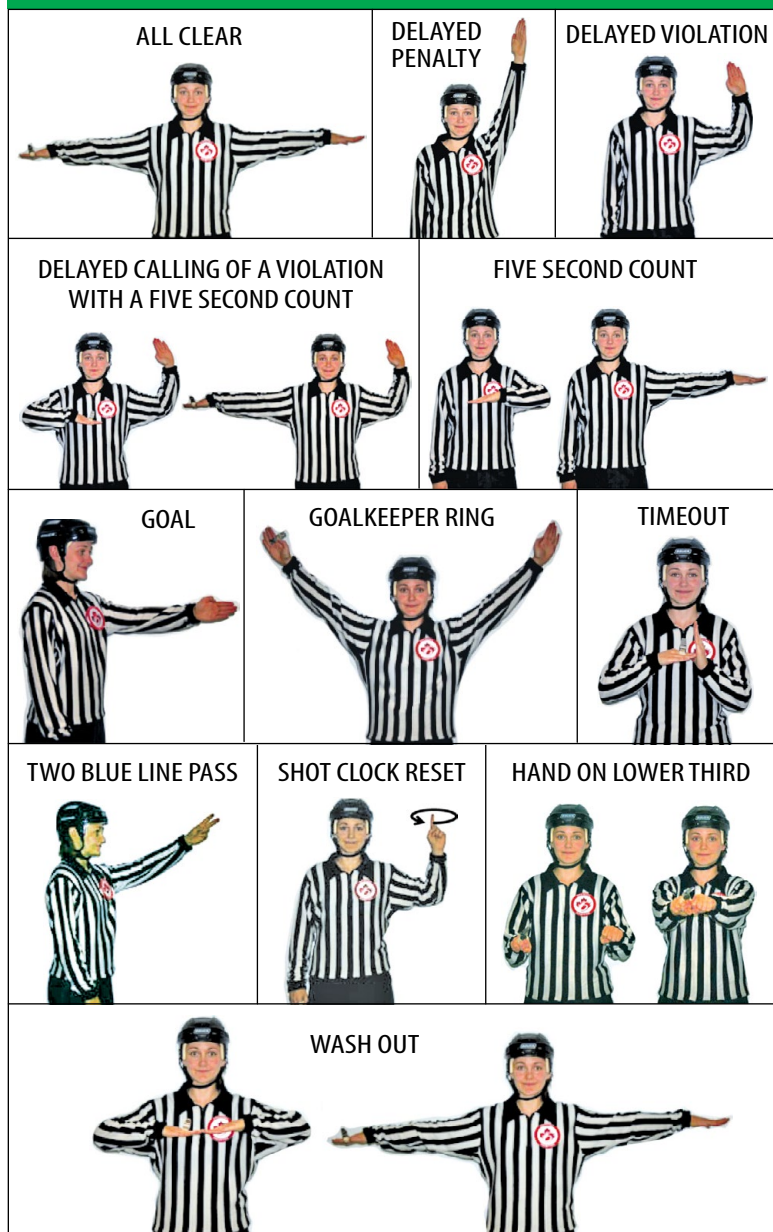 ALL CLEAR
DELAYED
PENALTY
DELAYED VIOLATION
DELAYED CALLING OF A VIOLATION
WITH A FIVE SECOND COUNT
FIVE SECOND COUNT
GOAL
GOALKEEPER RING
TIMEOUT
TWO BLUE LINE PASS
SHOT CLOCK RESET
HAND ON LOWER THIRD
WASH OUT